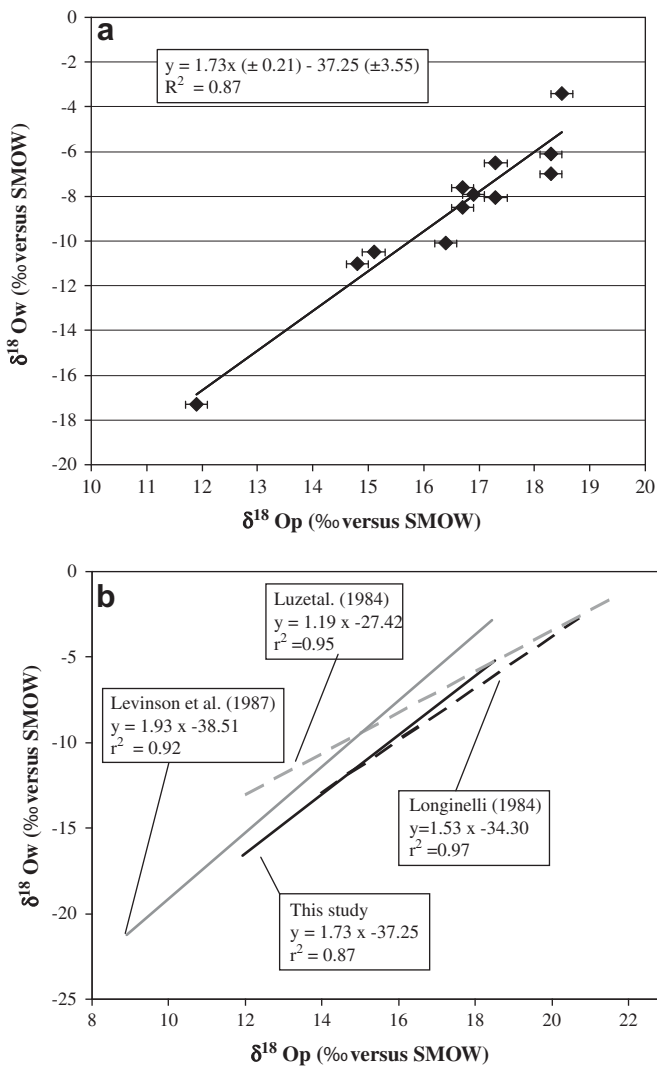 a
y = 1.73x (± 0.21) - 37.25 (±3.55)
R² = 0.87
0
-2
-4
-6
-8
-10
-12
-14
-16
-18
-20
δ¹⁸ Ow (‰ versus SMOW)
10 11 12 13 14 15 16 17 18 19 20
δ¹⁸ Op (‰ versus SMOW)
b
0
-5
-10
-15
-20
-25
δ¹⁸ Ow (‰ versus SMOW)
Luzetal. (1984)
y = 1.19 x -27.42
r² =0.95
Levinson et al. (1987)
y = 1.93 x -38.51
r² = 0.92
Longinelli (1984)
y=1.53 x -34.30
r² =0.97
This study
y = 1.73 x -37.25
r² = 0.87
8 10 12 14 16 18 20 22
δ¹⁸ Op (‰ versus SMOW)